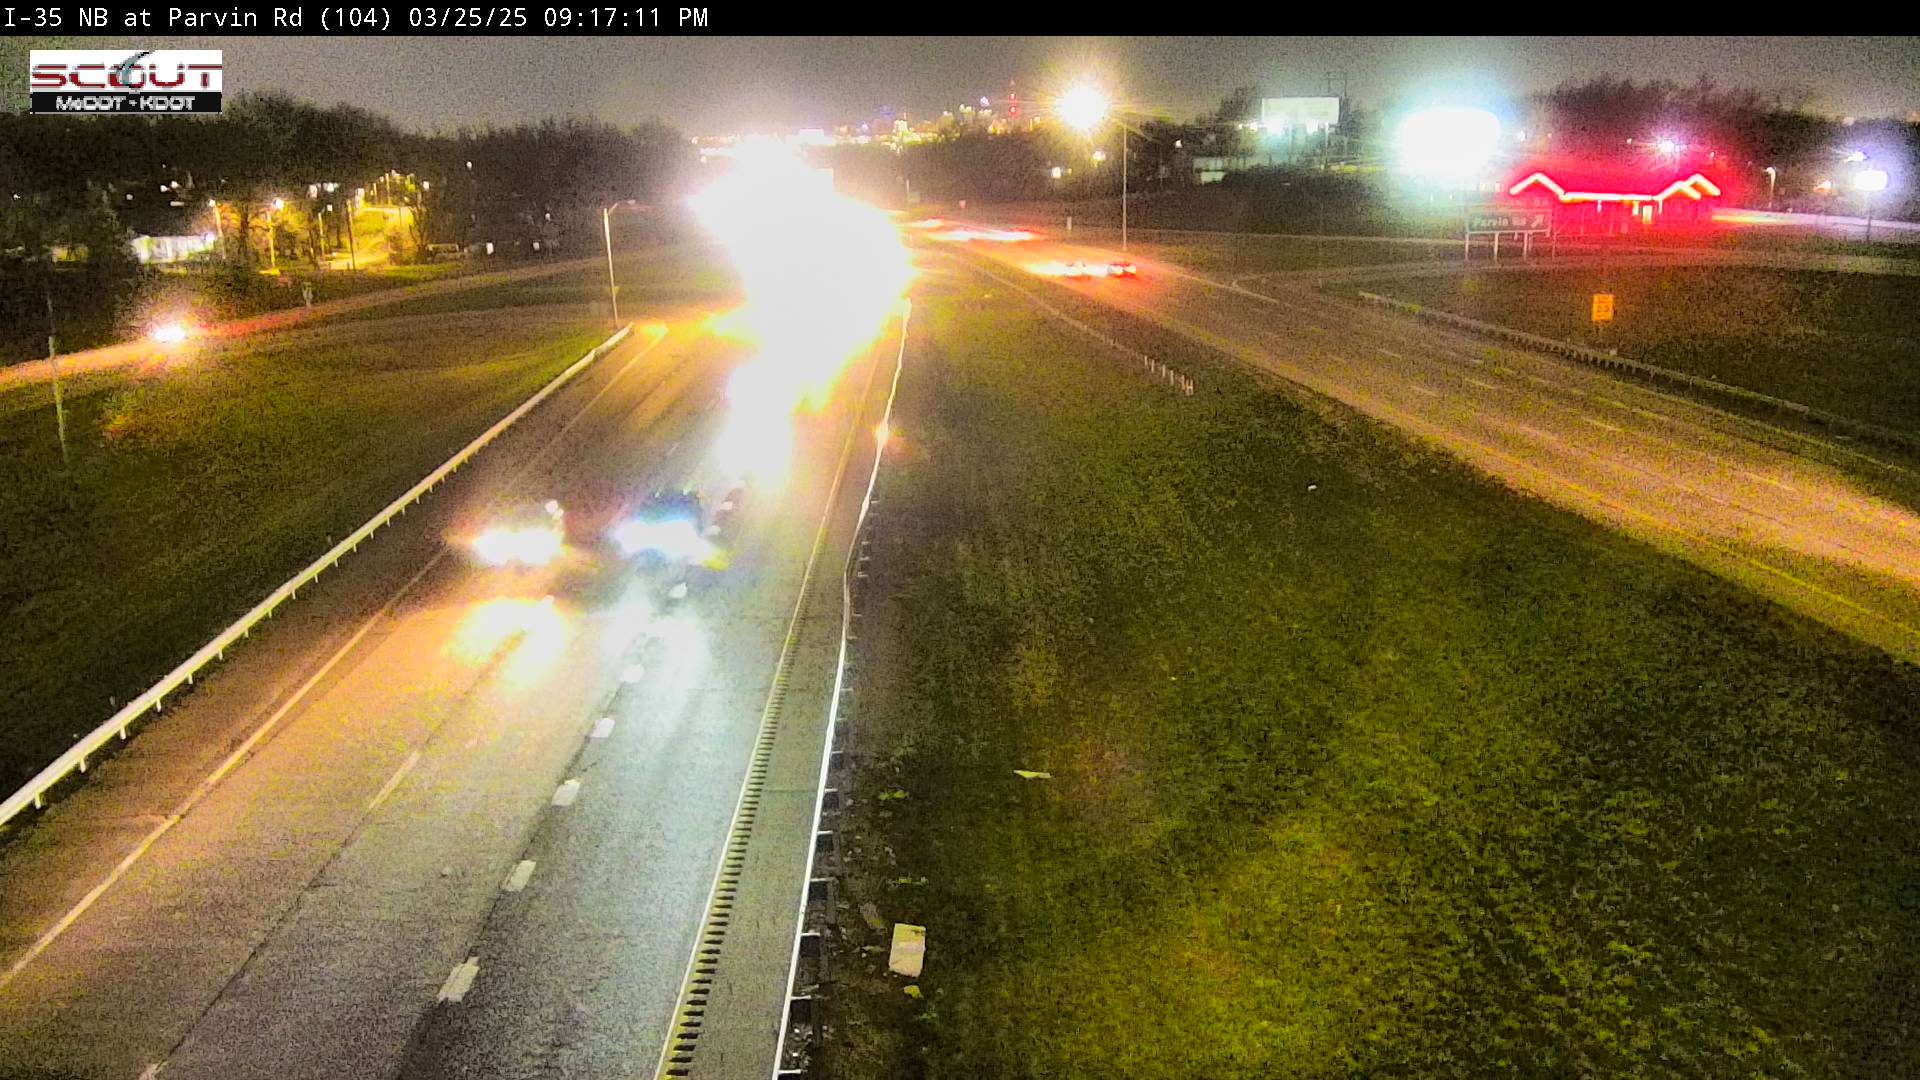 I-35 NB at Parvin Rd (104) 03/25/25 09:17:11 PM
SCOUT
MoDOT - KDOT
Parvin Rd